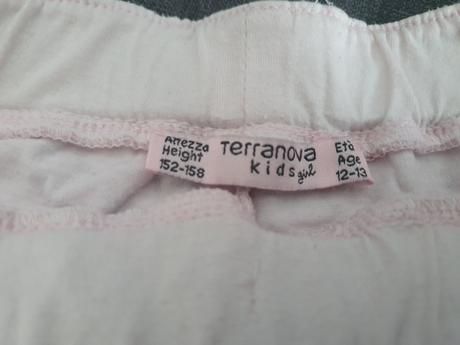 Altezza
Height
152-158
Terranova
kids girl
Età
Age
12-13